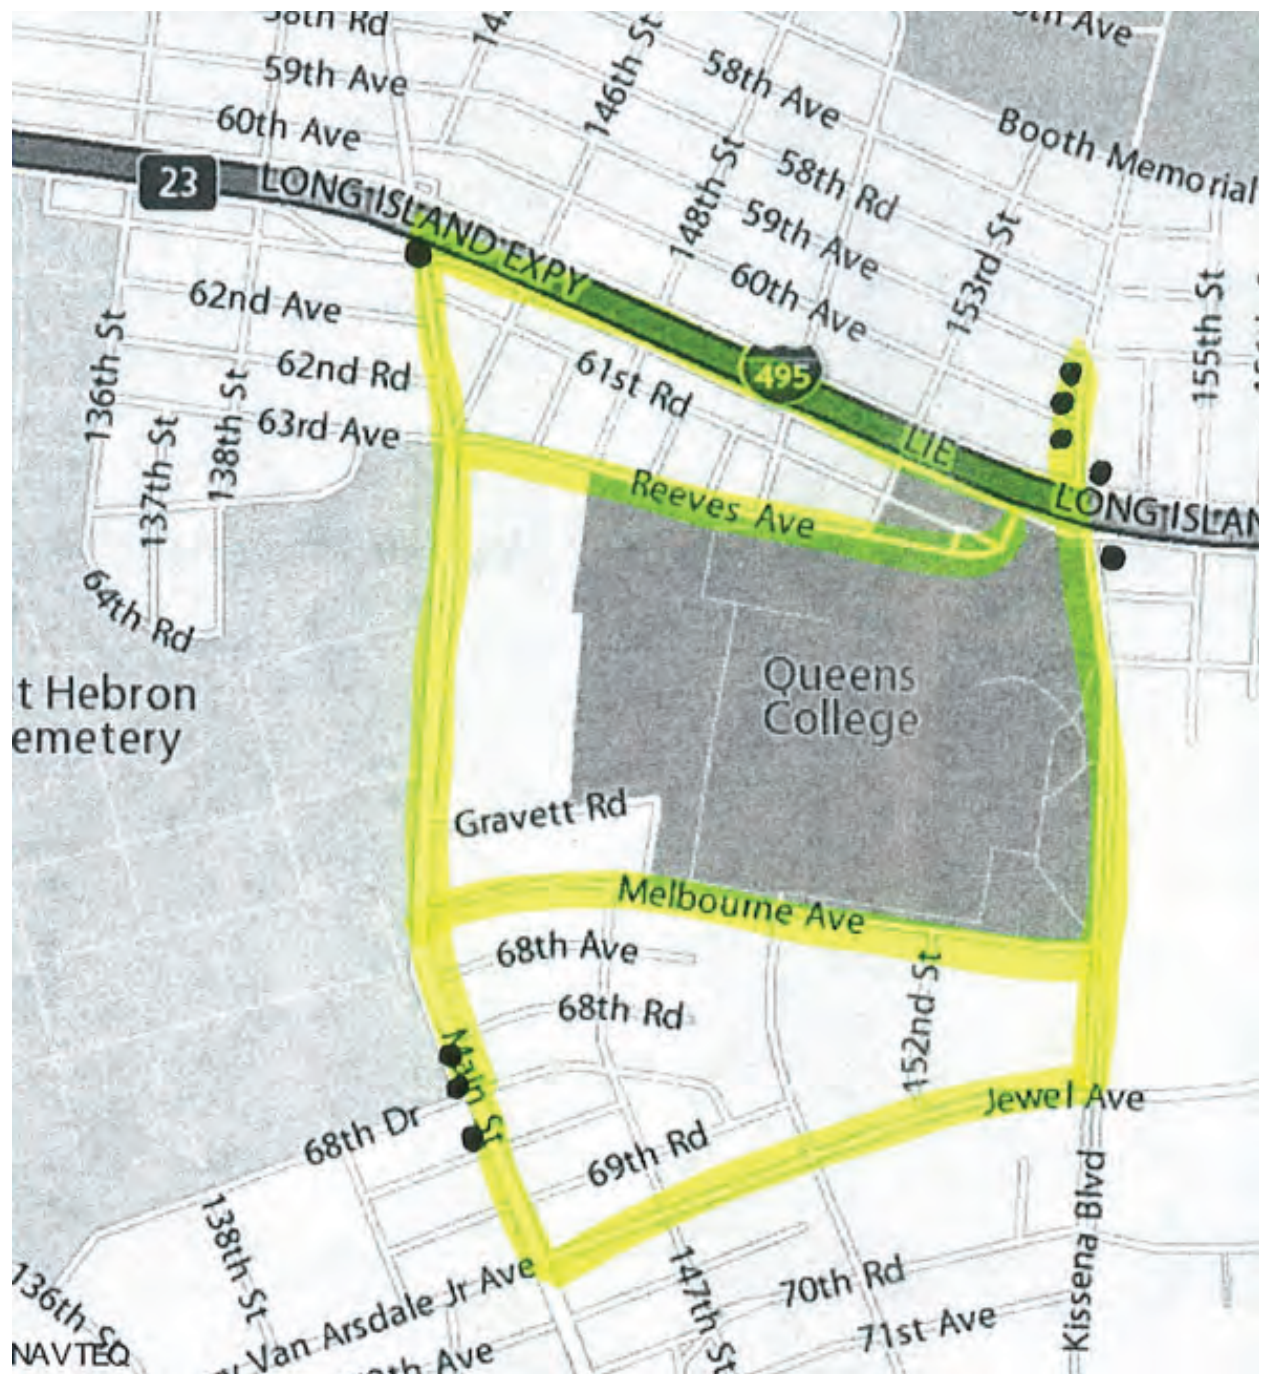 58th Rd
146th St
58th Ave
59th Ave
Booth Memorial
60th Ave
58th Rd
148th St
23
LONG ISLAND EXPY
59th Ave
153rd St
60th Ave
155th St
62nd Ave
136th St
62nd Rd
61st Rd
495
138th St
63rd Ave
137th St
LIE
Reeves Ave
LONG ISLAN
64th Rd
t Hebron
emetery
Queens
College
Gravett Rd
Melbourne Ave
68th Ave
152nd St
68th Rd
Main St
Jewel Ave
68th Dr
69th Rd
138th St
Kissena Blvd
147th St
136th St
Van Arsdale Jr Ave
70th Rd
71st Ave
NAVTEQ